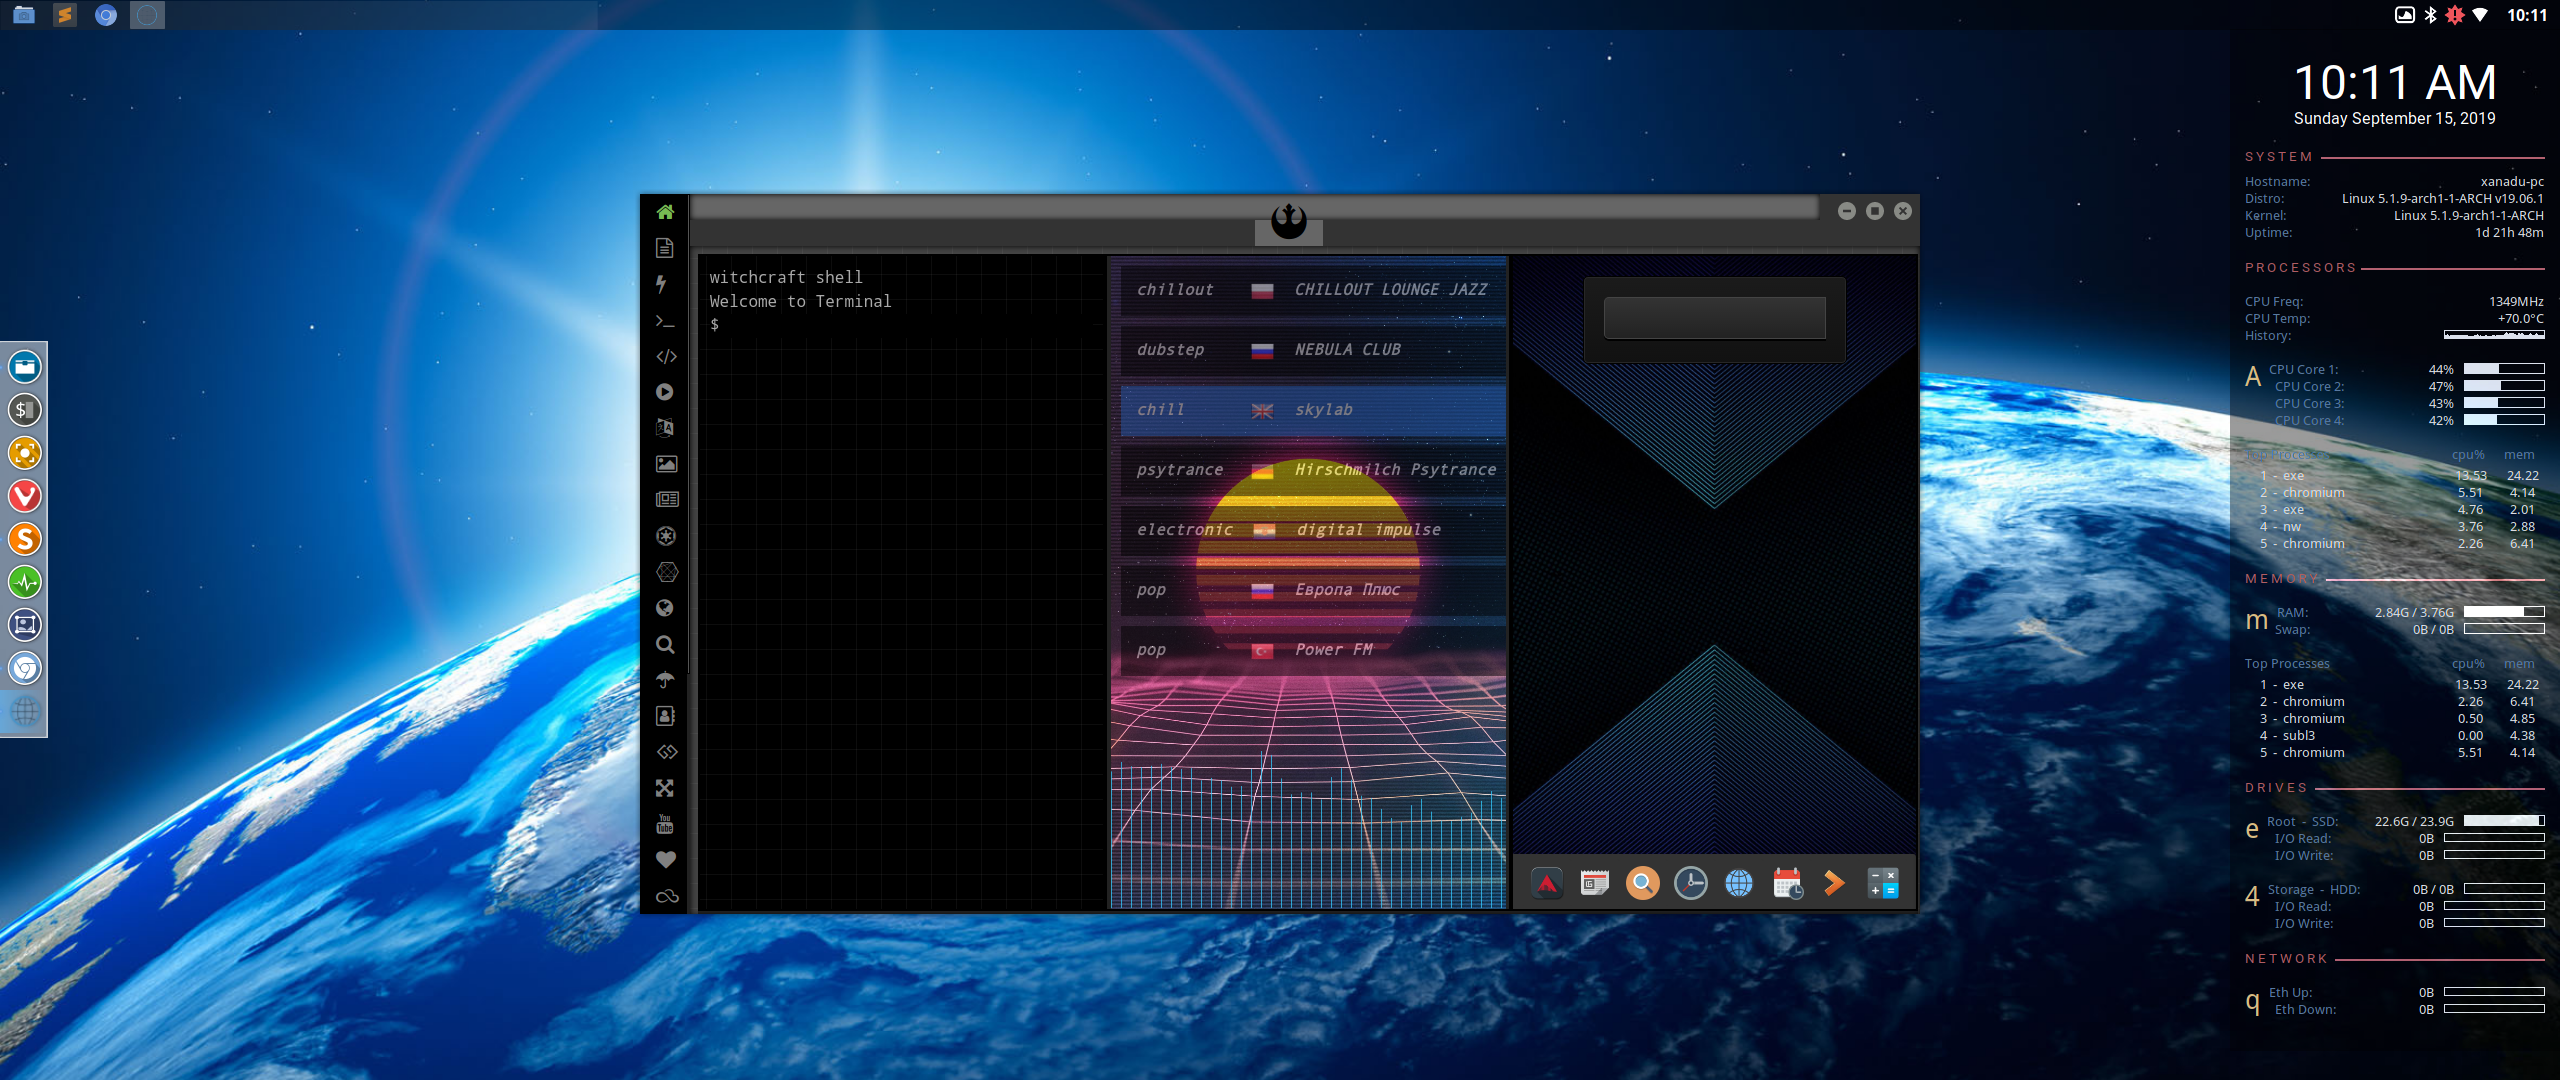 10:11
10:11 AM
Sunday September 15, 2019
SYSTEM
Hostname: xanadu-pc
Distro: Linux 5.1.9-arch1-1-ARCH v19.06.1
Kernel: Linux 5.1.9-arch1-1-ARCH
Uptime: 1d 21h 48m
PROCESSORS
CPU Freq: 1349MHz
CPU Temp: +70.0°C
History:
A CPU Core 1: 44%
CPU Core 2: 47%
CPU Core 3: 43%
CPU Core 4: 42%
Top Processes cpu% mem
1 - exe 13.53 24.22
2 - chromium 5.51 4.14
3 - exe 4.76 2.01
4 - nw 3.76 2.88
5 - chromium 2.26 6.41
MEMORY
m RAM: 2.84G / 3.76G
Swap: 0B / 0B
Top Processes cpu% mem
1 - exe 13.53 24.22
2 - chromium 2.26 6.41
3 - chromium 0.50 4.85
4 - subl3 0.00 4.38
5 - chromium 5.51 4.14
DRIVES
e Root - SSD: 22.6G / 23.9G
I/O Read: 0B
I/O Write: 0B
4 Storage - HDD: 0B / 0B
I/O Read: 0B
I/O Write: 0B
NETWORK
q Eth Up: 0B
Eth Down: 0B
witchcraft shell
Welcome to Terminal
$
chillout CHILLOUT LOUNGE JAZZ
dubstep NEBULA CLUB
chill skylab
psytrance Hirschmilch Psytrance
electronic digital impulse
pop Европа Плюс
pop Power FM
You
Tube
$
S